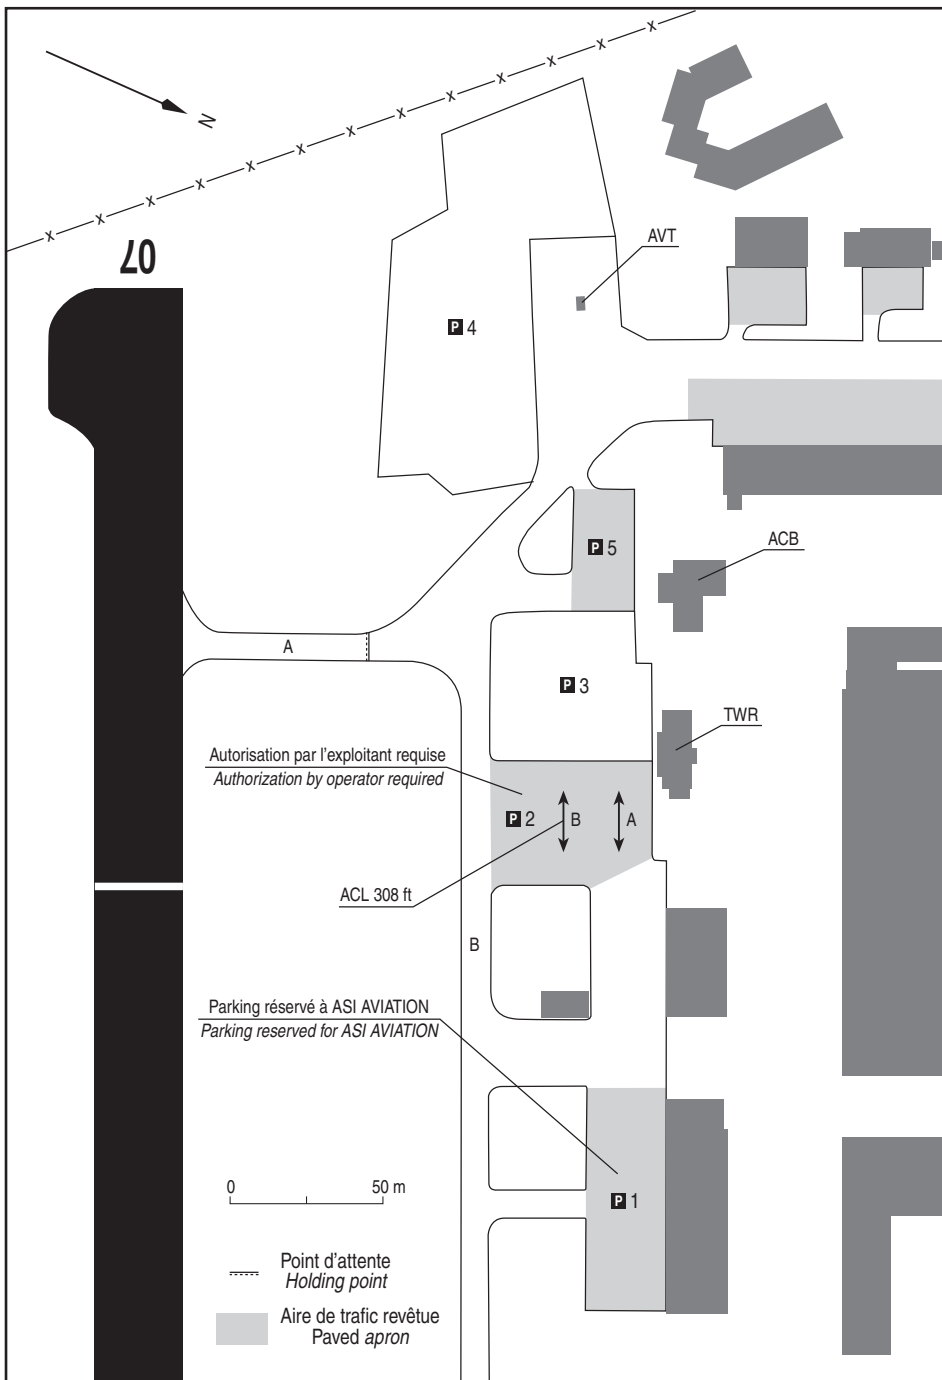 N
07
AVT
P 4
P 5
ACB
A
P 3
TWR
Autorisation par l'exploitant requise
Authorization by operator required
P 2
B
A
ACL 308 ft
B
Parking réservé à ASI AVIATION
Parking reserved for ASI AVIATION
0
50 m
P 1
Point d'attente
Holding point
Aire de trafic revêtue
Paved apron